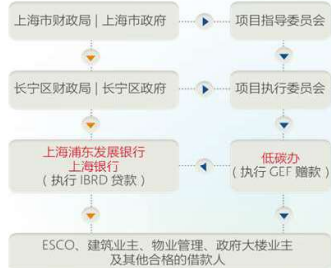 上海市财政局 | 上海市政府
项目指导委员会
长宁区财政局 | 长宁区政府
项目执行委员会
上海浦东发展银行
上海银行
（执行 IBRD 贷款）
低碳办
（执行 GEF 赠款）
ESCO、建筑业主、物业管理、政府大楼业主
及其他合格的借款人